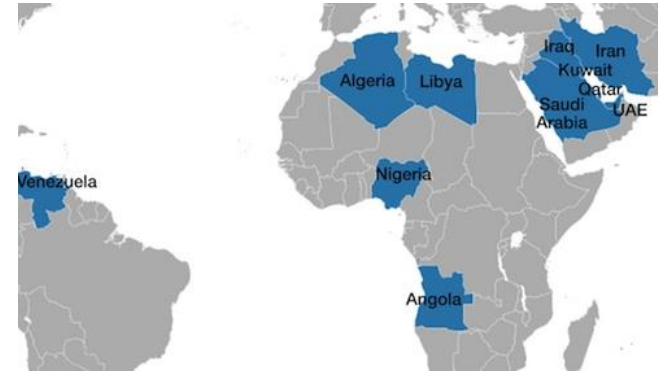 Iraq
Iran
Kuwait
Qatar
UAE
Saudi
Arabia
Algeria
Libya
Nigeria
Venezuela
Angola